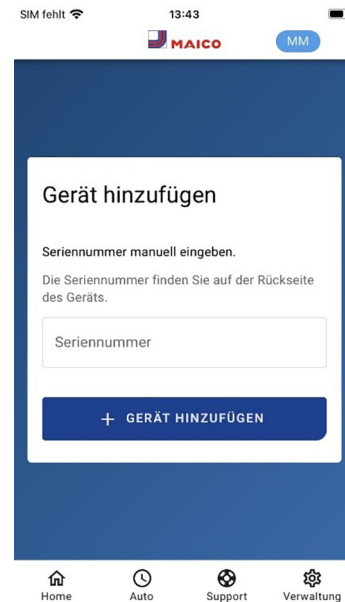 SIM fehlt 13:43
MAICO MM
Gerät hinzufügen
Seriennummer manuell eingeben.
Die Seriennummer finden Sie auf der Rückseite
des Geräts.
Seriennummer
+ GERÄT HINZUFÜGEN
Home Auto Support Verwaltung